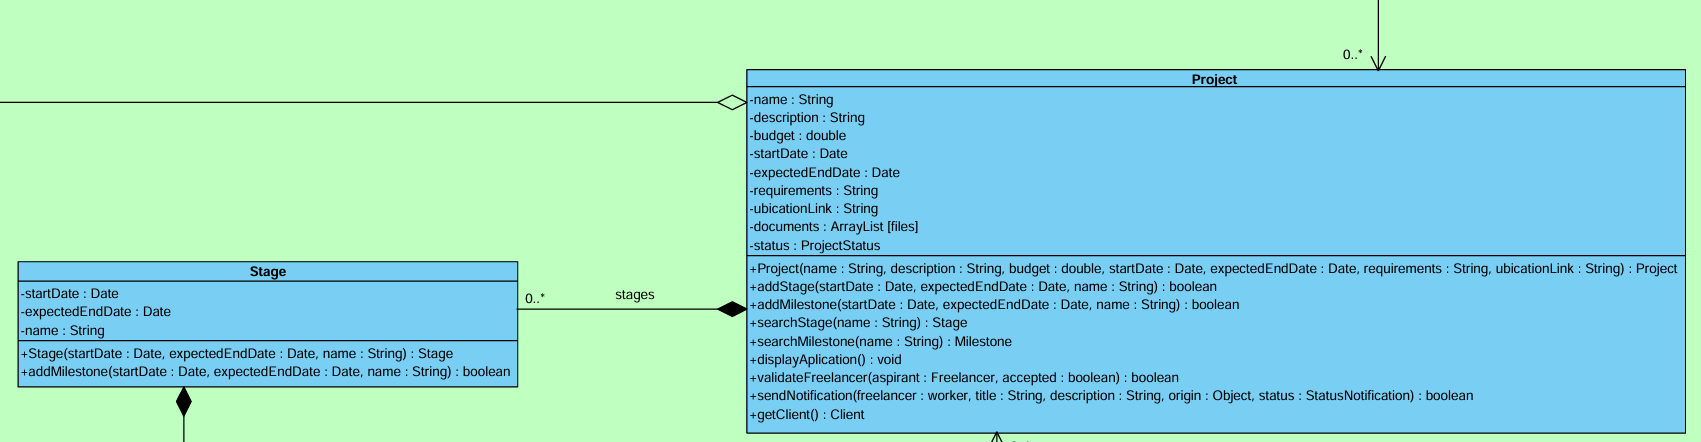 0..*
Project
-name : String
-description : String
-budget : double
-startDate : Date
-expectedEndDate : Date
-requirements : String
-ubicationLink : String
-documents : ArrayList [files]
-status : ProjectStatus
+Project(name : String, description : String, budget : double, startDate : Date, expectedEndDate : Date, requirements : String, ubicationLink : String) : Project
+addStage(startDate : Date, expectedEndDate : Date, name : String) : boolean
+addMilestone(startDate : Date, expectedEndDate : Date, name : String) : boolean
+searchStage(name : String) : Stage
+searchMilestone(name : String) : Milestone
+displayAplication() : void
+validateFreelancer(aspirant : Freelancer, accepted : boolean) : boolean
+sendNotification(freelancer : worker, title : String, description : String, origin : Object, status : StatusNotification) : boolean
+getClient() : Client
Stage
-startDate : Date
-expectedEndDate : Date
-name : String
+Stage(startDate : Date, expectedEndDate : Date, name : String) : Stage
+addMilestone(startDate : Date, expectedEndDate : Date, name : String) : boolean
0..*
stages